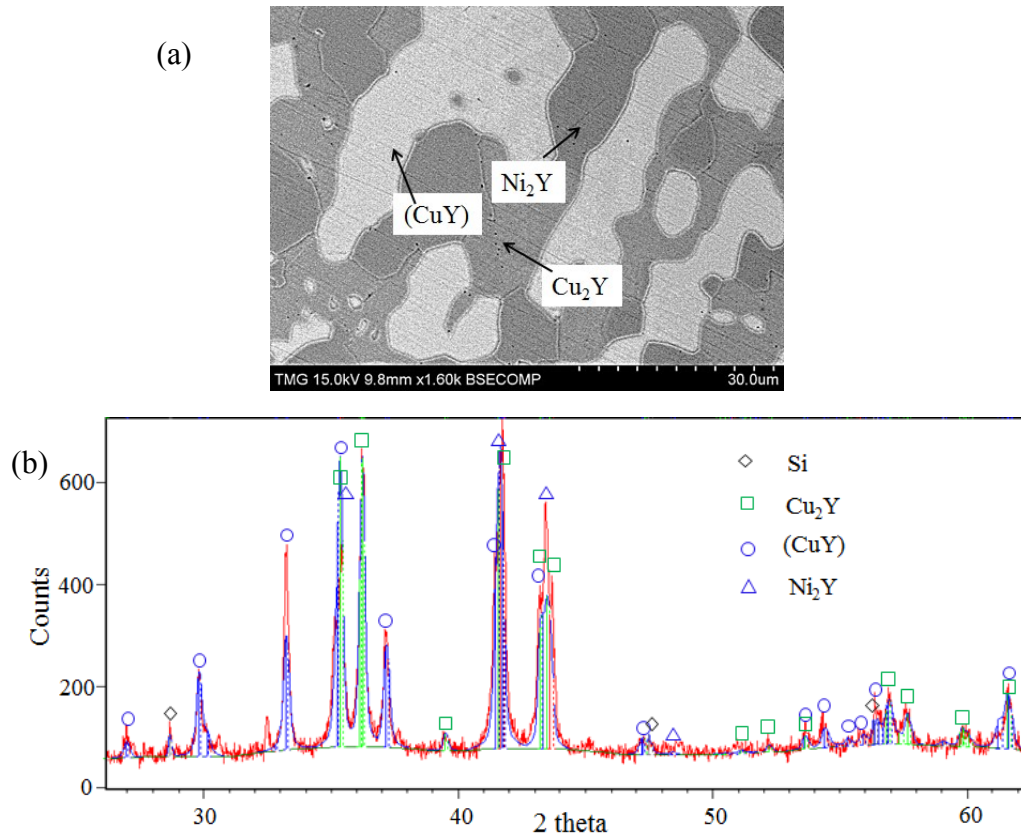 (a)
Ni₂Y
(CuY)
Cu₂Y
TMG 15.0kV 9.8mm x1.60k BSECOMP 30.0um
(b)
600
400
200
0
Counts
30 40 50 60
2 theta
Si
Cu₂Y
(CuY)
Ni₂Y